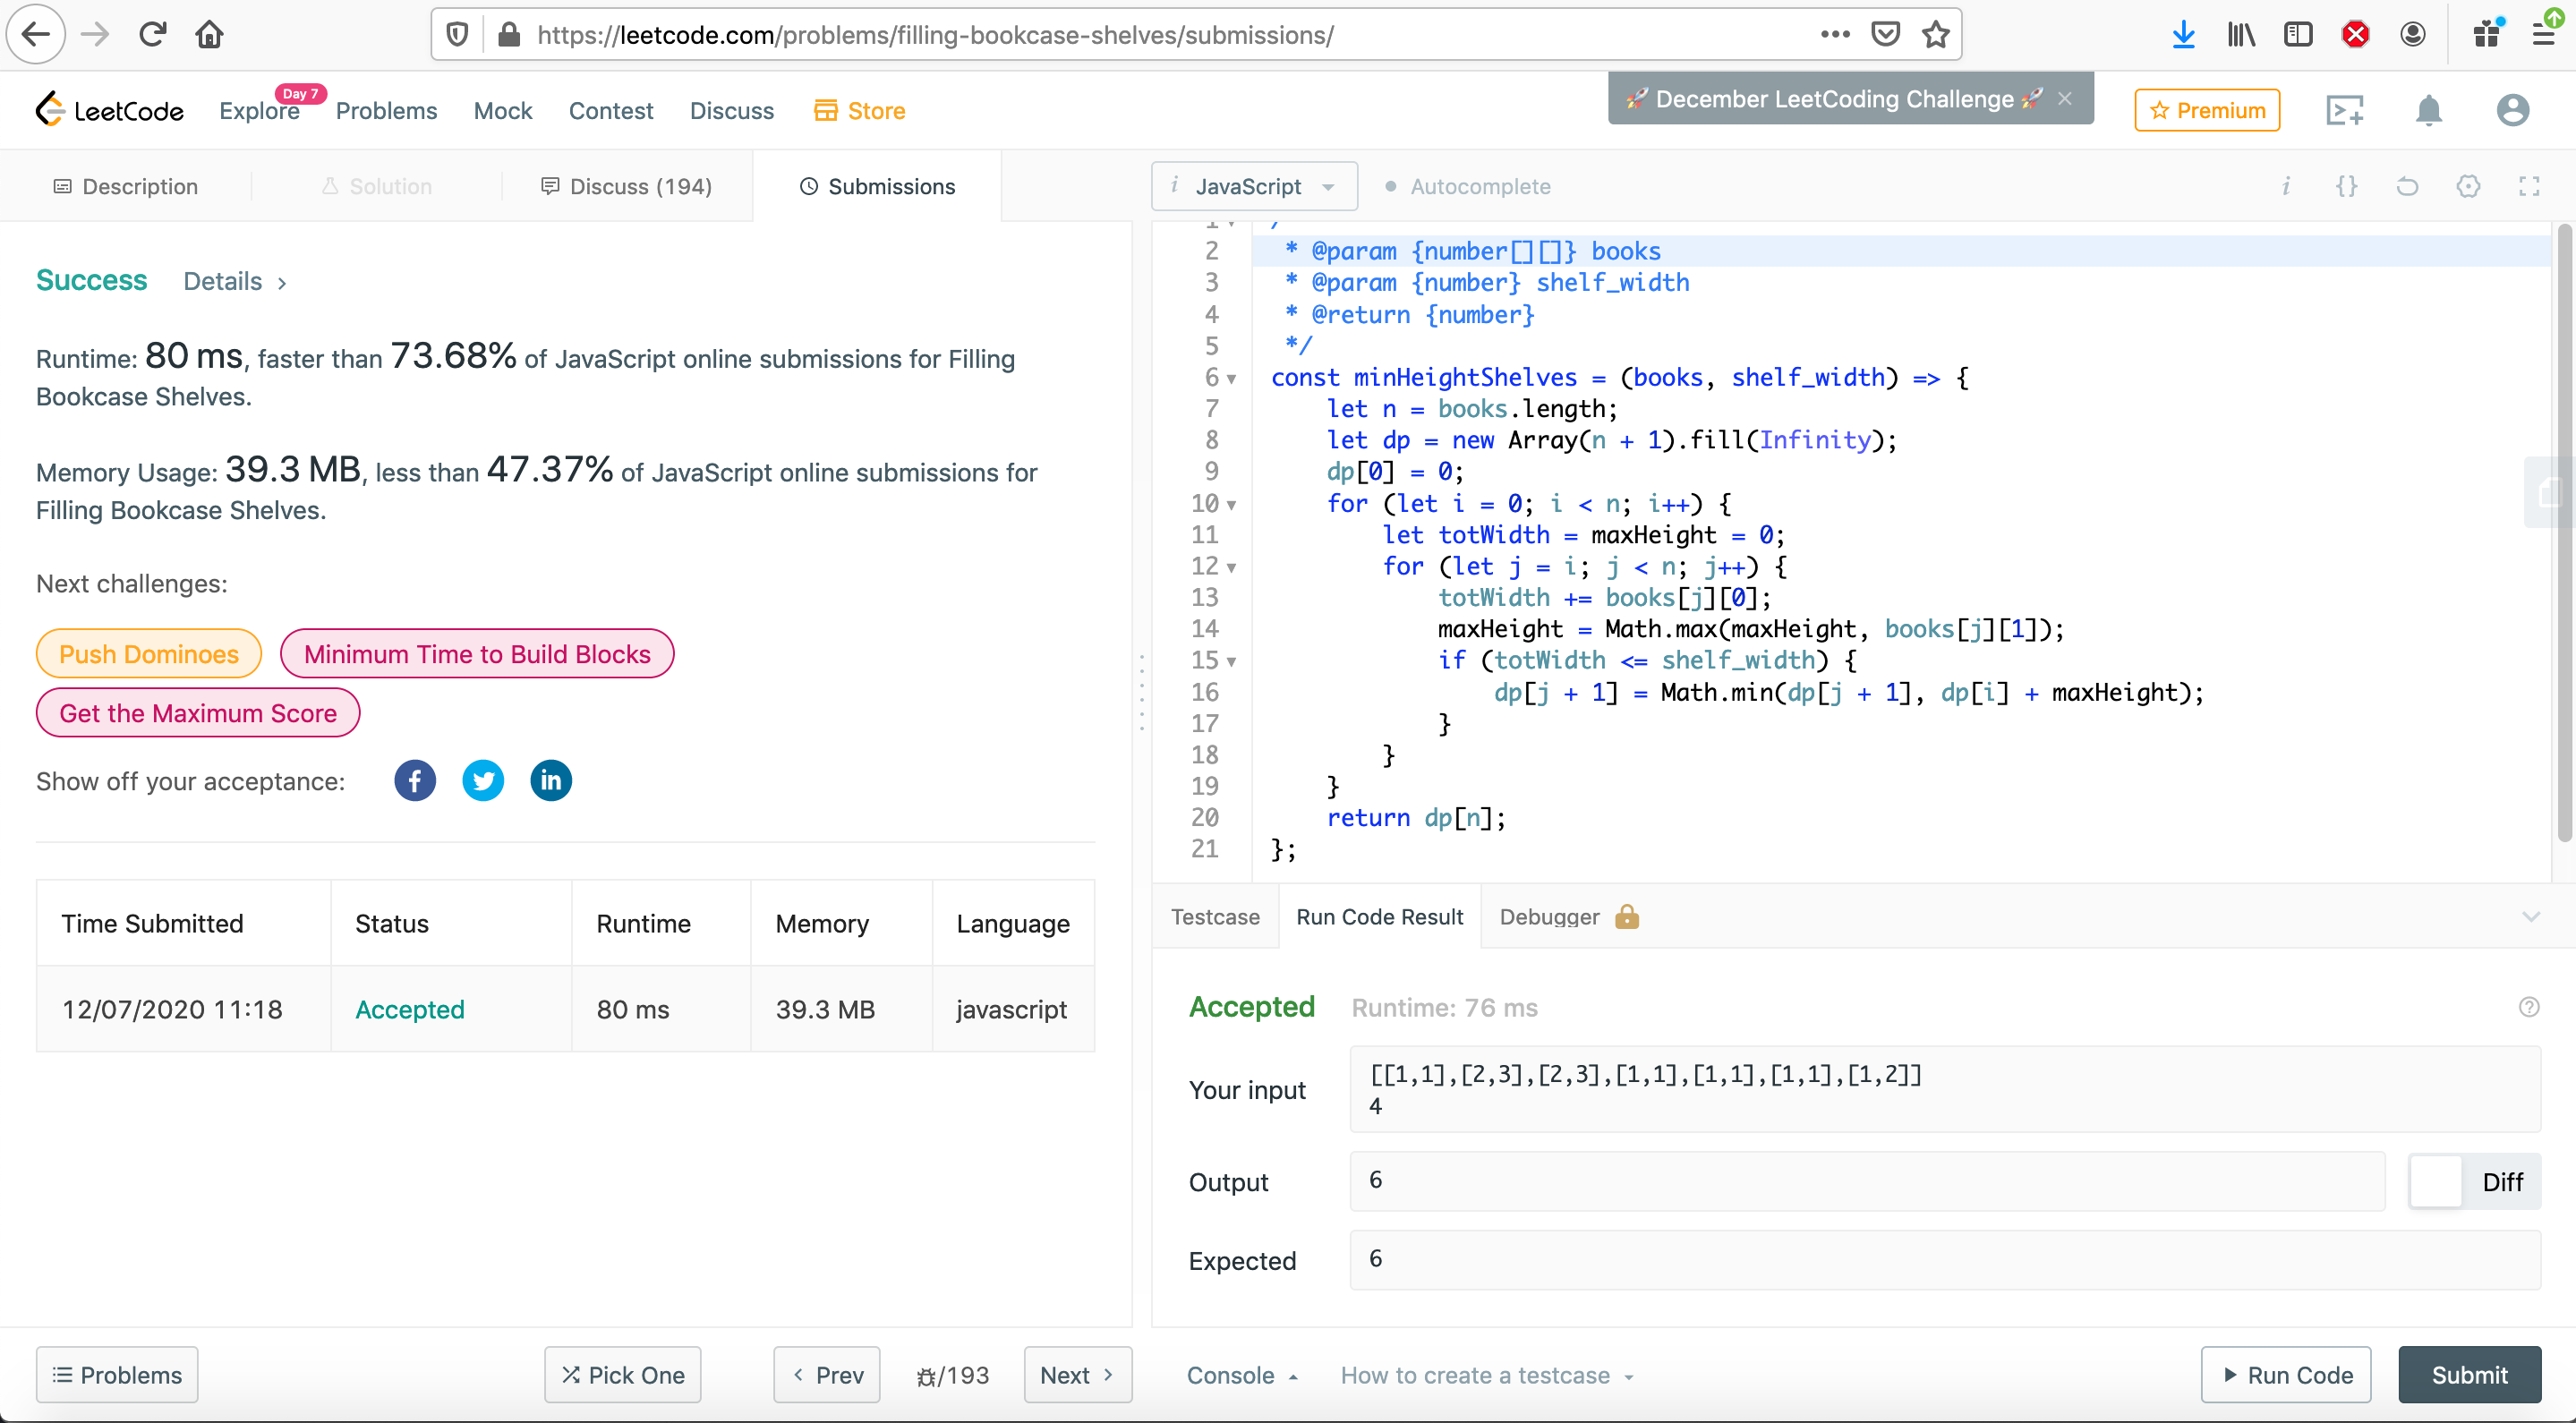 https://leetcode.com/problems/filling-bookcase-shelves/submissions/
LeetCode
Explore
Day 7
Problems
Mock
Contest
Discuss
Store
🚀 December LeetCoding Challenge 🚀 ×
Premium
Description
Solution
Discuss (194)
Submissions
i JavaScript
Autocomplete
Success
Details >
Runtime: 80 ms, faster than 73.68% of JavaScript online submissions for Filling
Bookcase Shelves.
Memory Usage: 39.3 MB, less than 47.37% of JavaScript online submissions for
Filling Bookcase Shelves.
Next challenges:
Push Dominoes
Minimum Time to Build Blocks
Get the Maximum Score
Show off your acceptance:
Time Submitted Status Runtime Memory Language
12/07/2020 11:18 Accepted 80 ms 39.3 MB javascript
2 * @param {number[][]} books
3 * @param {number} shelf_width
4 * @return {number}
5 */
6 const minHeightShelves = (books, shelf_width) => {
7 let n = books.length;
8 let dp = new Array(n + 1).fill(Infinity);
9 dp[0] = 0;
10 for (let i = 0; i < n; i++) {
11 let totWidth = maxHeight = 0;
12 for (let j = i; j < n; j++) {
13 totWidth += books[j][0];
14 maxHeight = Math.max(maxHeight, books[j][1]);
15 if (totWidth <= shelf_width) {
16 dp[j + 1] = Math.min(dp[j + 1], dp[i] + maxHeight);
17 }
18 }
19 }
20 return dp[n];
21 };
Testcase
Run Code Result
Debugger
Accepted
Runtime: 76 ms
Your input
[[1,1],[2,3],[2,3],[1,1],[1,1],[1,1],[1,2]]
4
Output
6
Diff
Expected
6
Problems
Pick One
< Prev
/193
Next >
Console
How to create a testcase
Run Code
Submit